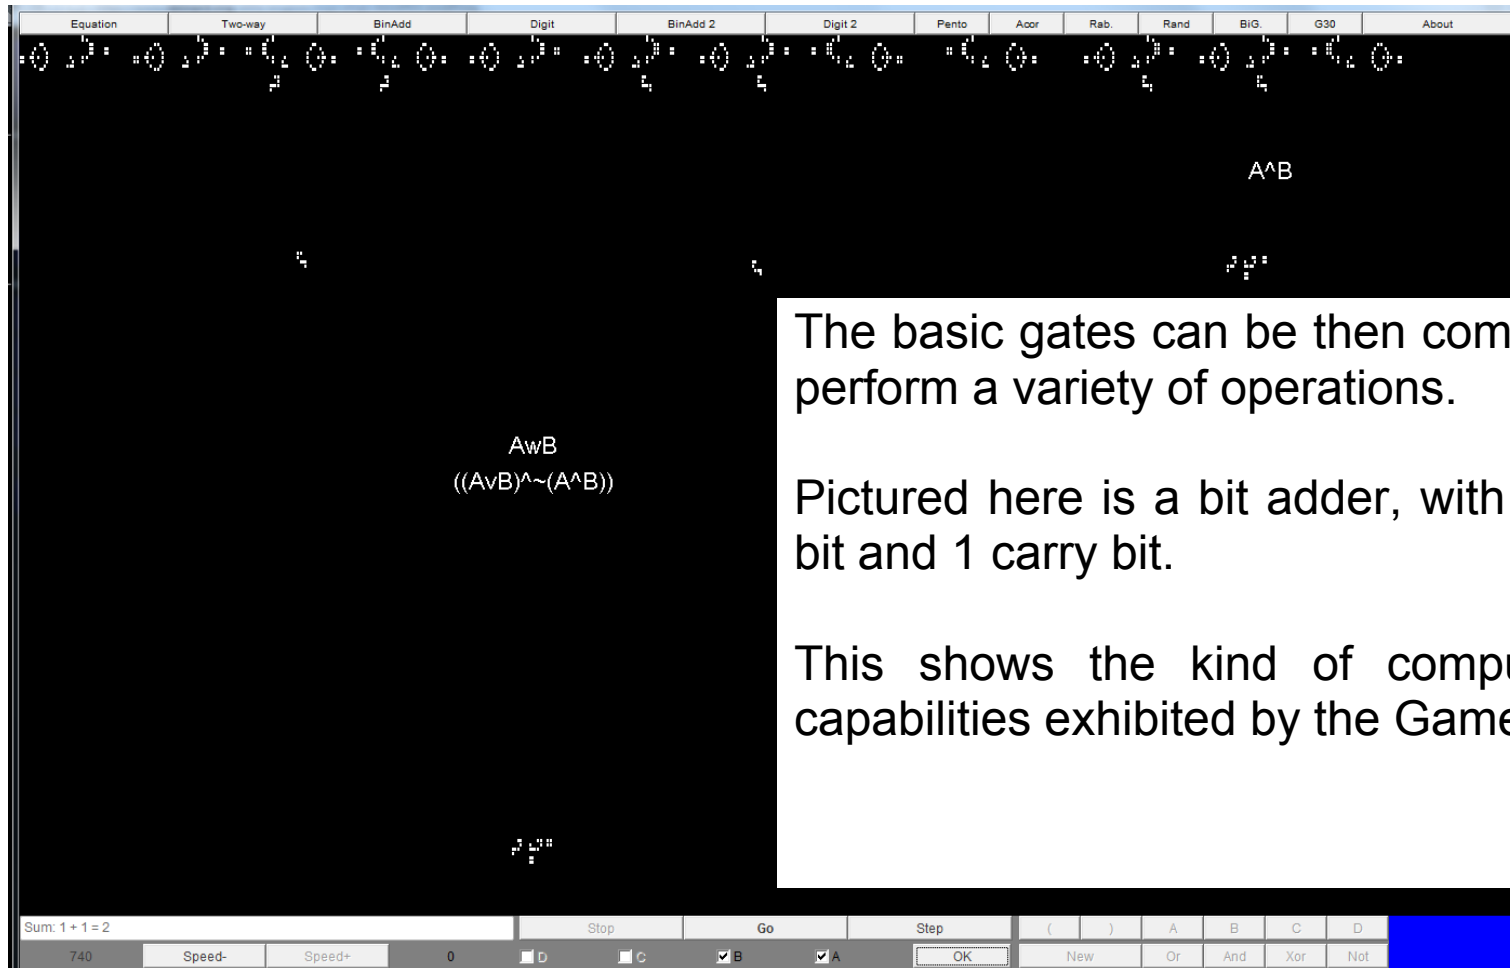 Equation Two-way BinAdd Digit BinAdd 2 Digit 2 Pento Acor Rab. Rand BiG. G30 About
A^B
The basic gates can be then com
perform a variety of operations.
AwB
((AvB)^~(A^B))
Pictured here is a bit adder, with
bit and 1 carry bit.
This shows the kind of compu
capabilities exhibited by the Game
Sum: 1 + 1 = 2 Stop Go Step ( ) A B C D
740 Speed- Speed+ 0 D C B A OK New Or And Xor Not